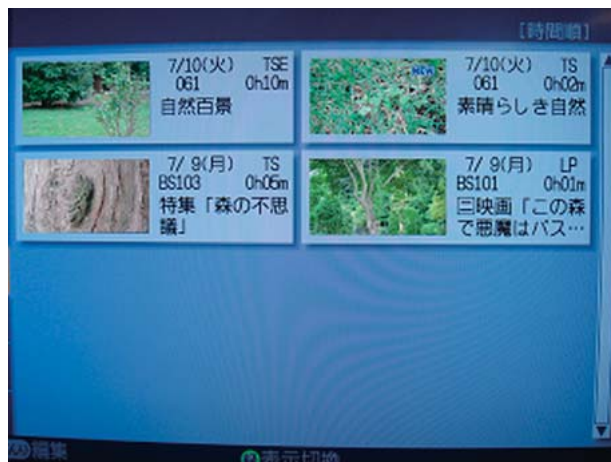 [時間順]
7/10(火) TSE
061 0h10m
自然百景
NEW
7/10(火) TS
061 0h02m
素晴らしき自然
7/ 9(月) TS
BS103 0h05m
特集「森の不思
議」
7/ 9(月) LP
BS101 0h01m
三映画「この森
で悪魔はバス…
編集
表示切換